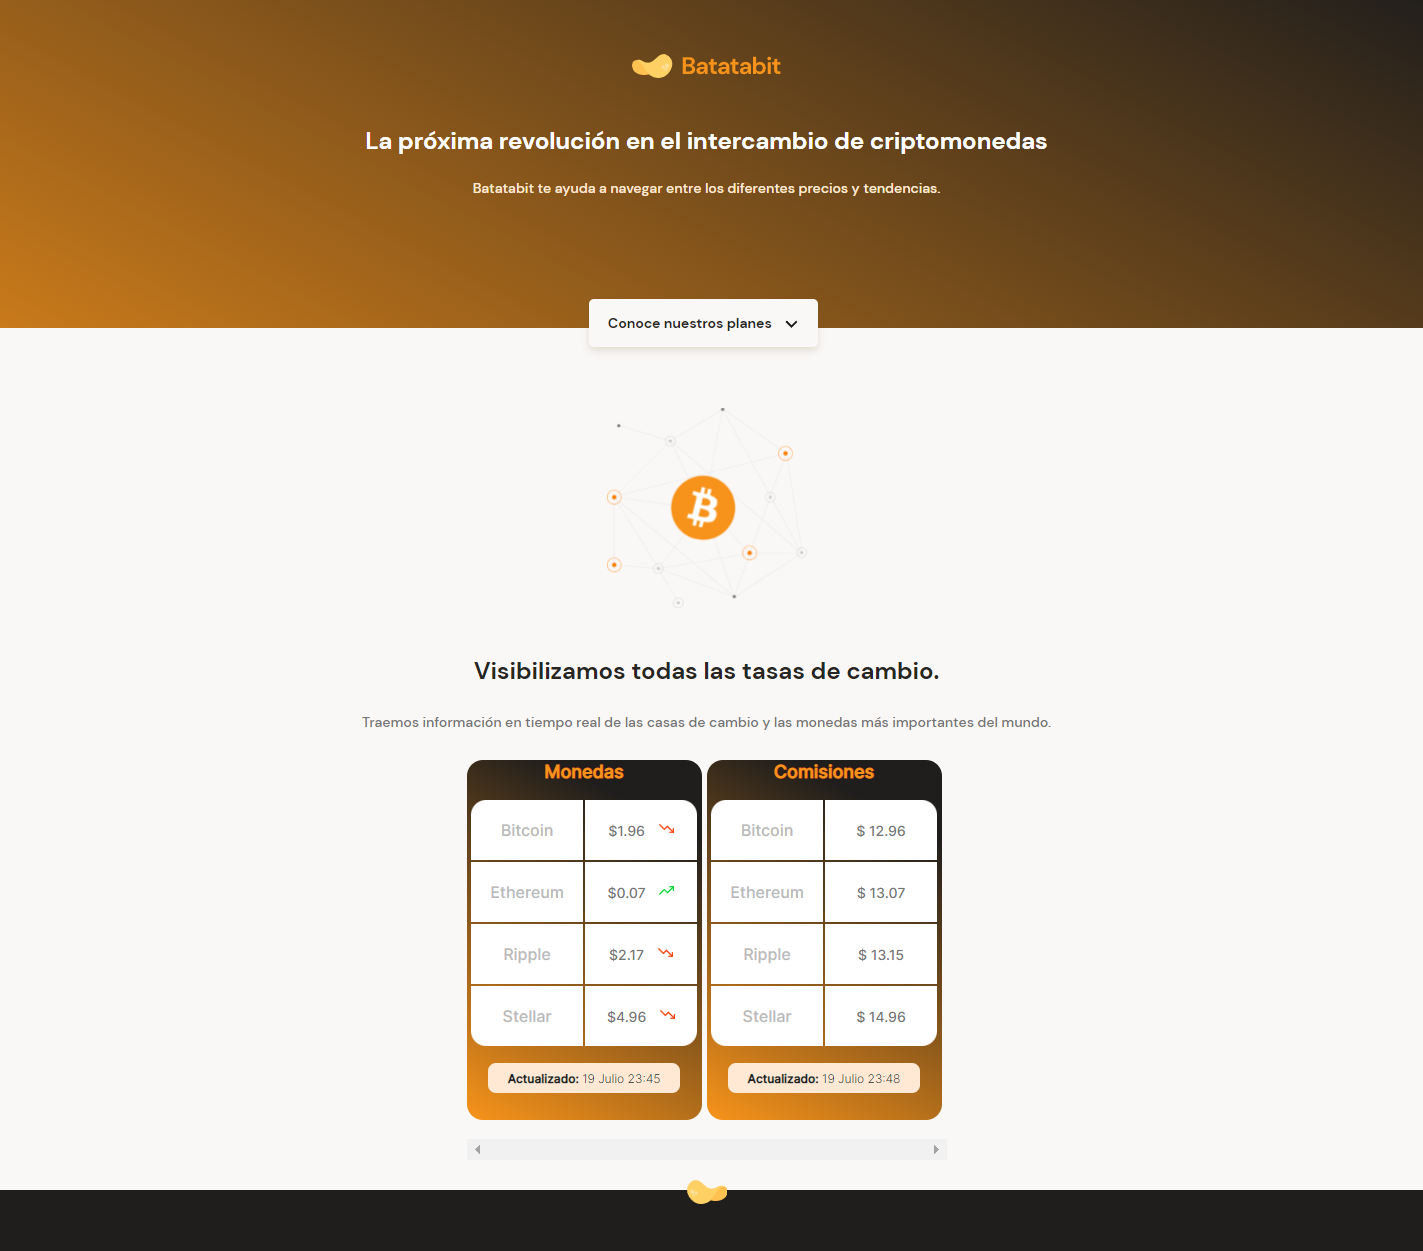 Batatabit
La próxima revolución en el intercambio de criptomonedas
Batatabit te ayuda a navegar entre los diferentes precios y tendencias.
Conoce nuestros planes
Visibilizamos todas las tasas de cambio.
Traemos información en tiempo real de las casas de cambio y las monedas más importantes del mundo.
Monedas
Bitcoin $1.96
Ethereum $0.07
Ripple $2.17
Stellar $4.96
Actualizado: 19 Julio 23:45
Comisiones
Bitcoin $ 12.96
Ethereum $ 13.07
Ripple $ 13.15
Stellar $ 14.96
Actualizado: 19 Julio 23:48